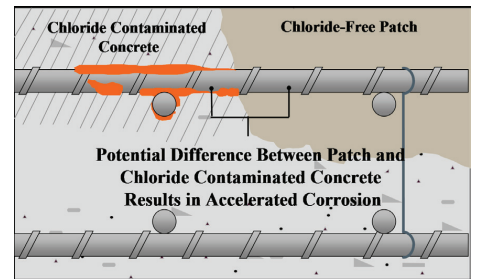 Chloride Contaminated
Concrete
Chloride-Free Patch
Potential Difference Between Patch and
Chloride Contaminated Concrete
Results in Accelerated Corrosion